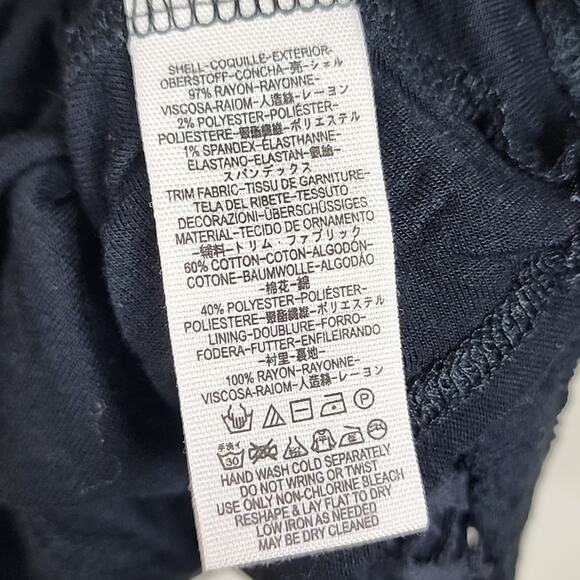 SHELL-COQUILLE-EXTERIOR-
OBERSTOFF-CONCHA-亮-シェル
97% RAYON-RAYONNE-
VISCOSA-RAIOM-人造絲-レーヨン
2% POLYESTER-POLIÉSTER-
POLIESTERE-聚酯纖維-ポリエステル
1% SPANDEX-ÉLASTHANNE-
ELASTANO-ELASTAN-氨綸-
スパンデックス
TRIM FABRIC-TISSU DE GARNITURE-
TELA DEL RIBETE-TESSUTO
DECORAZIONI-ÜBERSCHÜSSIGES
MATERIAL-TECIDO DE ORNAMENTO
-輔料-トリム・ファブリック
60% COTTON-COTON-ALGODÓN-
COTONE-BAUMWOLLE-ALGODÃO
-棉花-綿
40% POLYESTER-POLIÉSTER-
POLIESTERE-聚酯纖維-ポリエステル
LINING-DOUBLURE-FORRO-
FODERA-FUTTER-ENFILEIRANDO
-衬里-裏地-
100% RAYON-RAYONNE-
VISCOSA-RAIOM-人造絲-レーヨン
P
手ホイ
30
HAND WASH COLD SEPARATELY
DO NOT WRING OR TWIST
USE ONLY NON-CHLORINE BLEACH
RESHAPE & LAY FLAT TO DRY
LOW IRON AS NEEDED
MAY BE DRY CLEANED